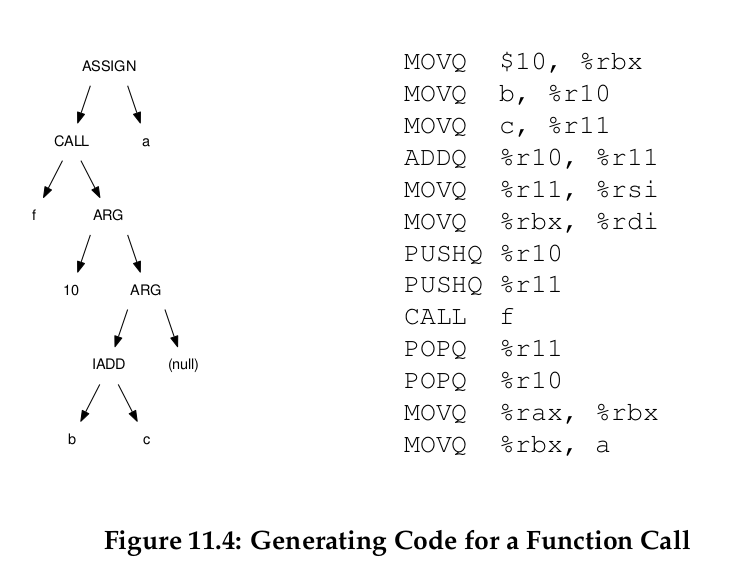 ASSIGN
CALL a
f ARG
10 ARG
IADD (null)
b c
MOVQ $10, %rbx
MOVQ b, %r10
MOVQ c, %r11
ADDQ %r10, %r11
MOVQ %r11, %rsi
MOVQ %rbx, %rdi
PUSHQ %r10
PUSHQ %r11
CALL f
POPQ %r11
POPQ %r10
MOVQ %rax, %rbx
MOVQ %rbx, a
Figure 11.4: Generating Code for a Function Call